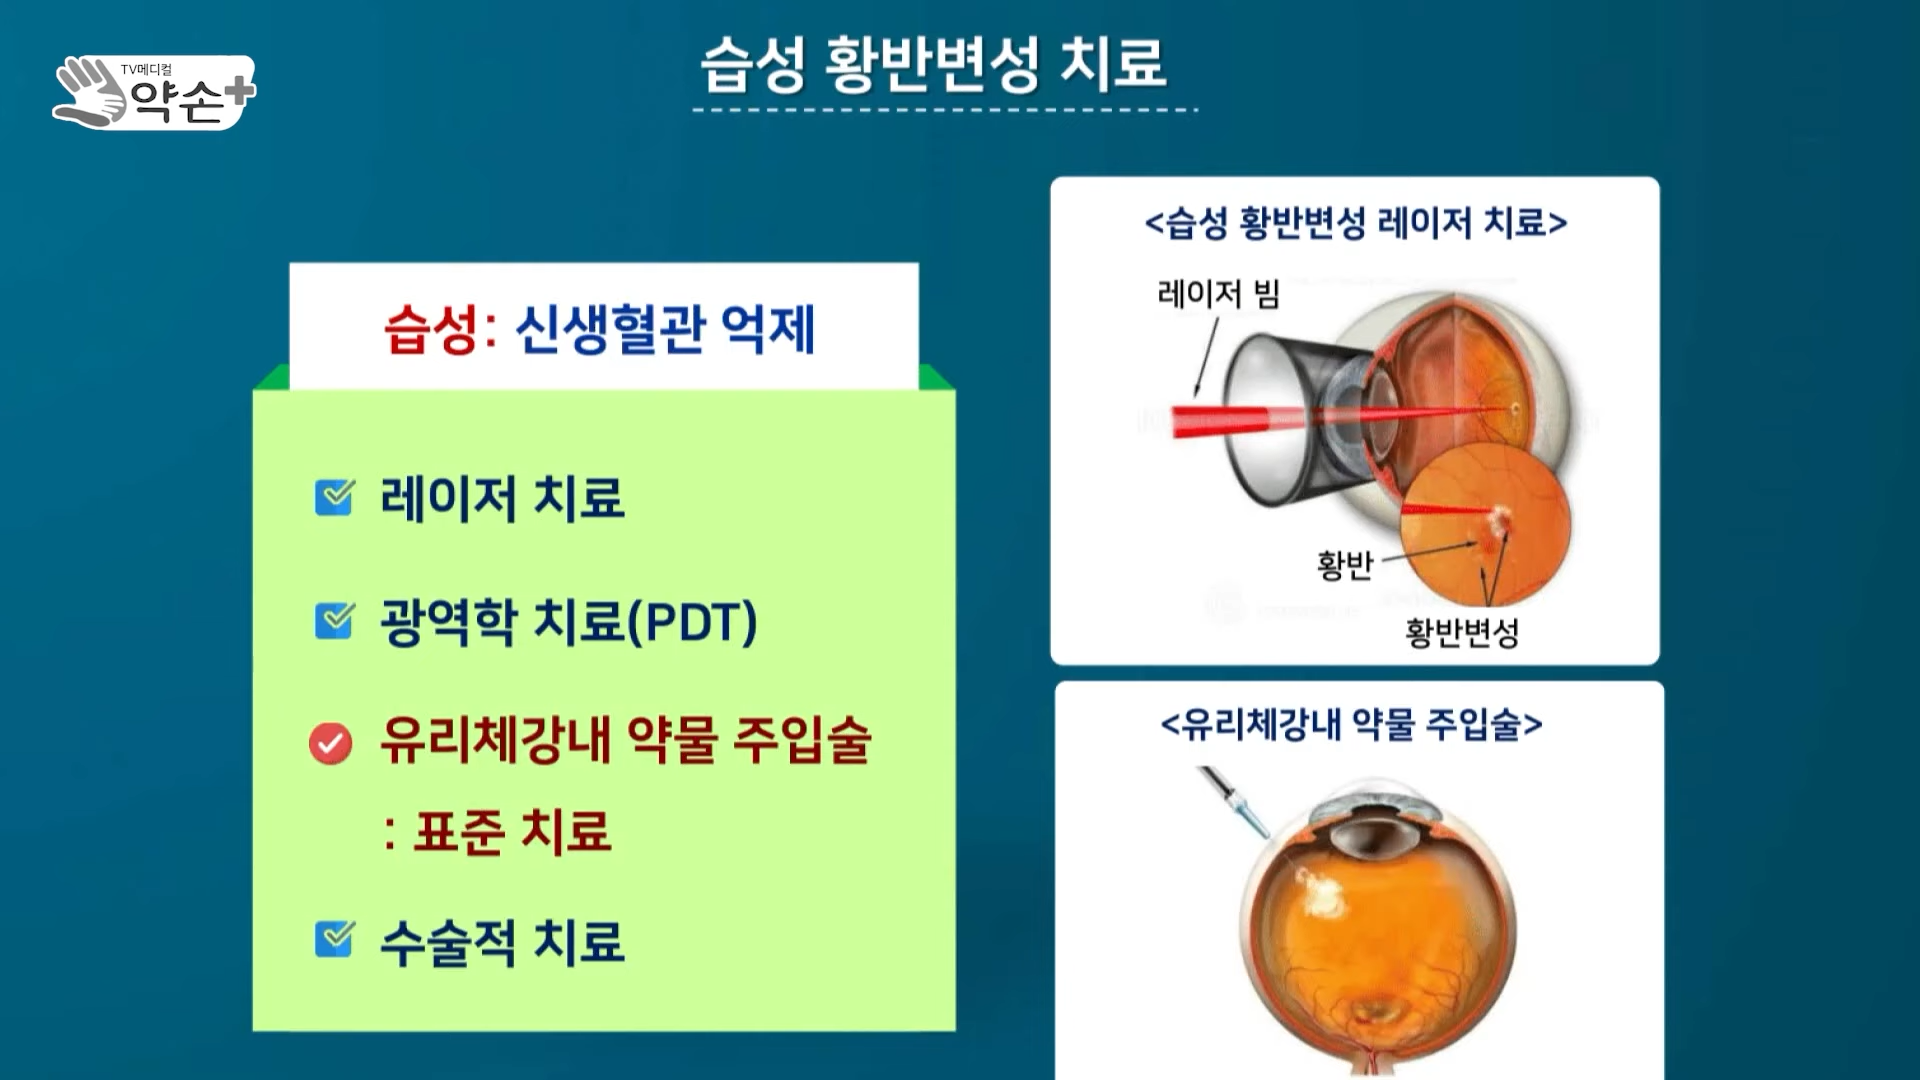 TV메디컬
약손+
습성 황반변성 치료
습성: 신생혈관 억제
레이저 치료
광역학 치료(PDT)
유리체강내 약물 주입술
: 표준 치료
수술적 치료
<습성 황반변성 레이저 치료>
레이저 빔
황반
황반변성
<유리체강내 약물 주입술>